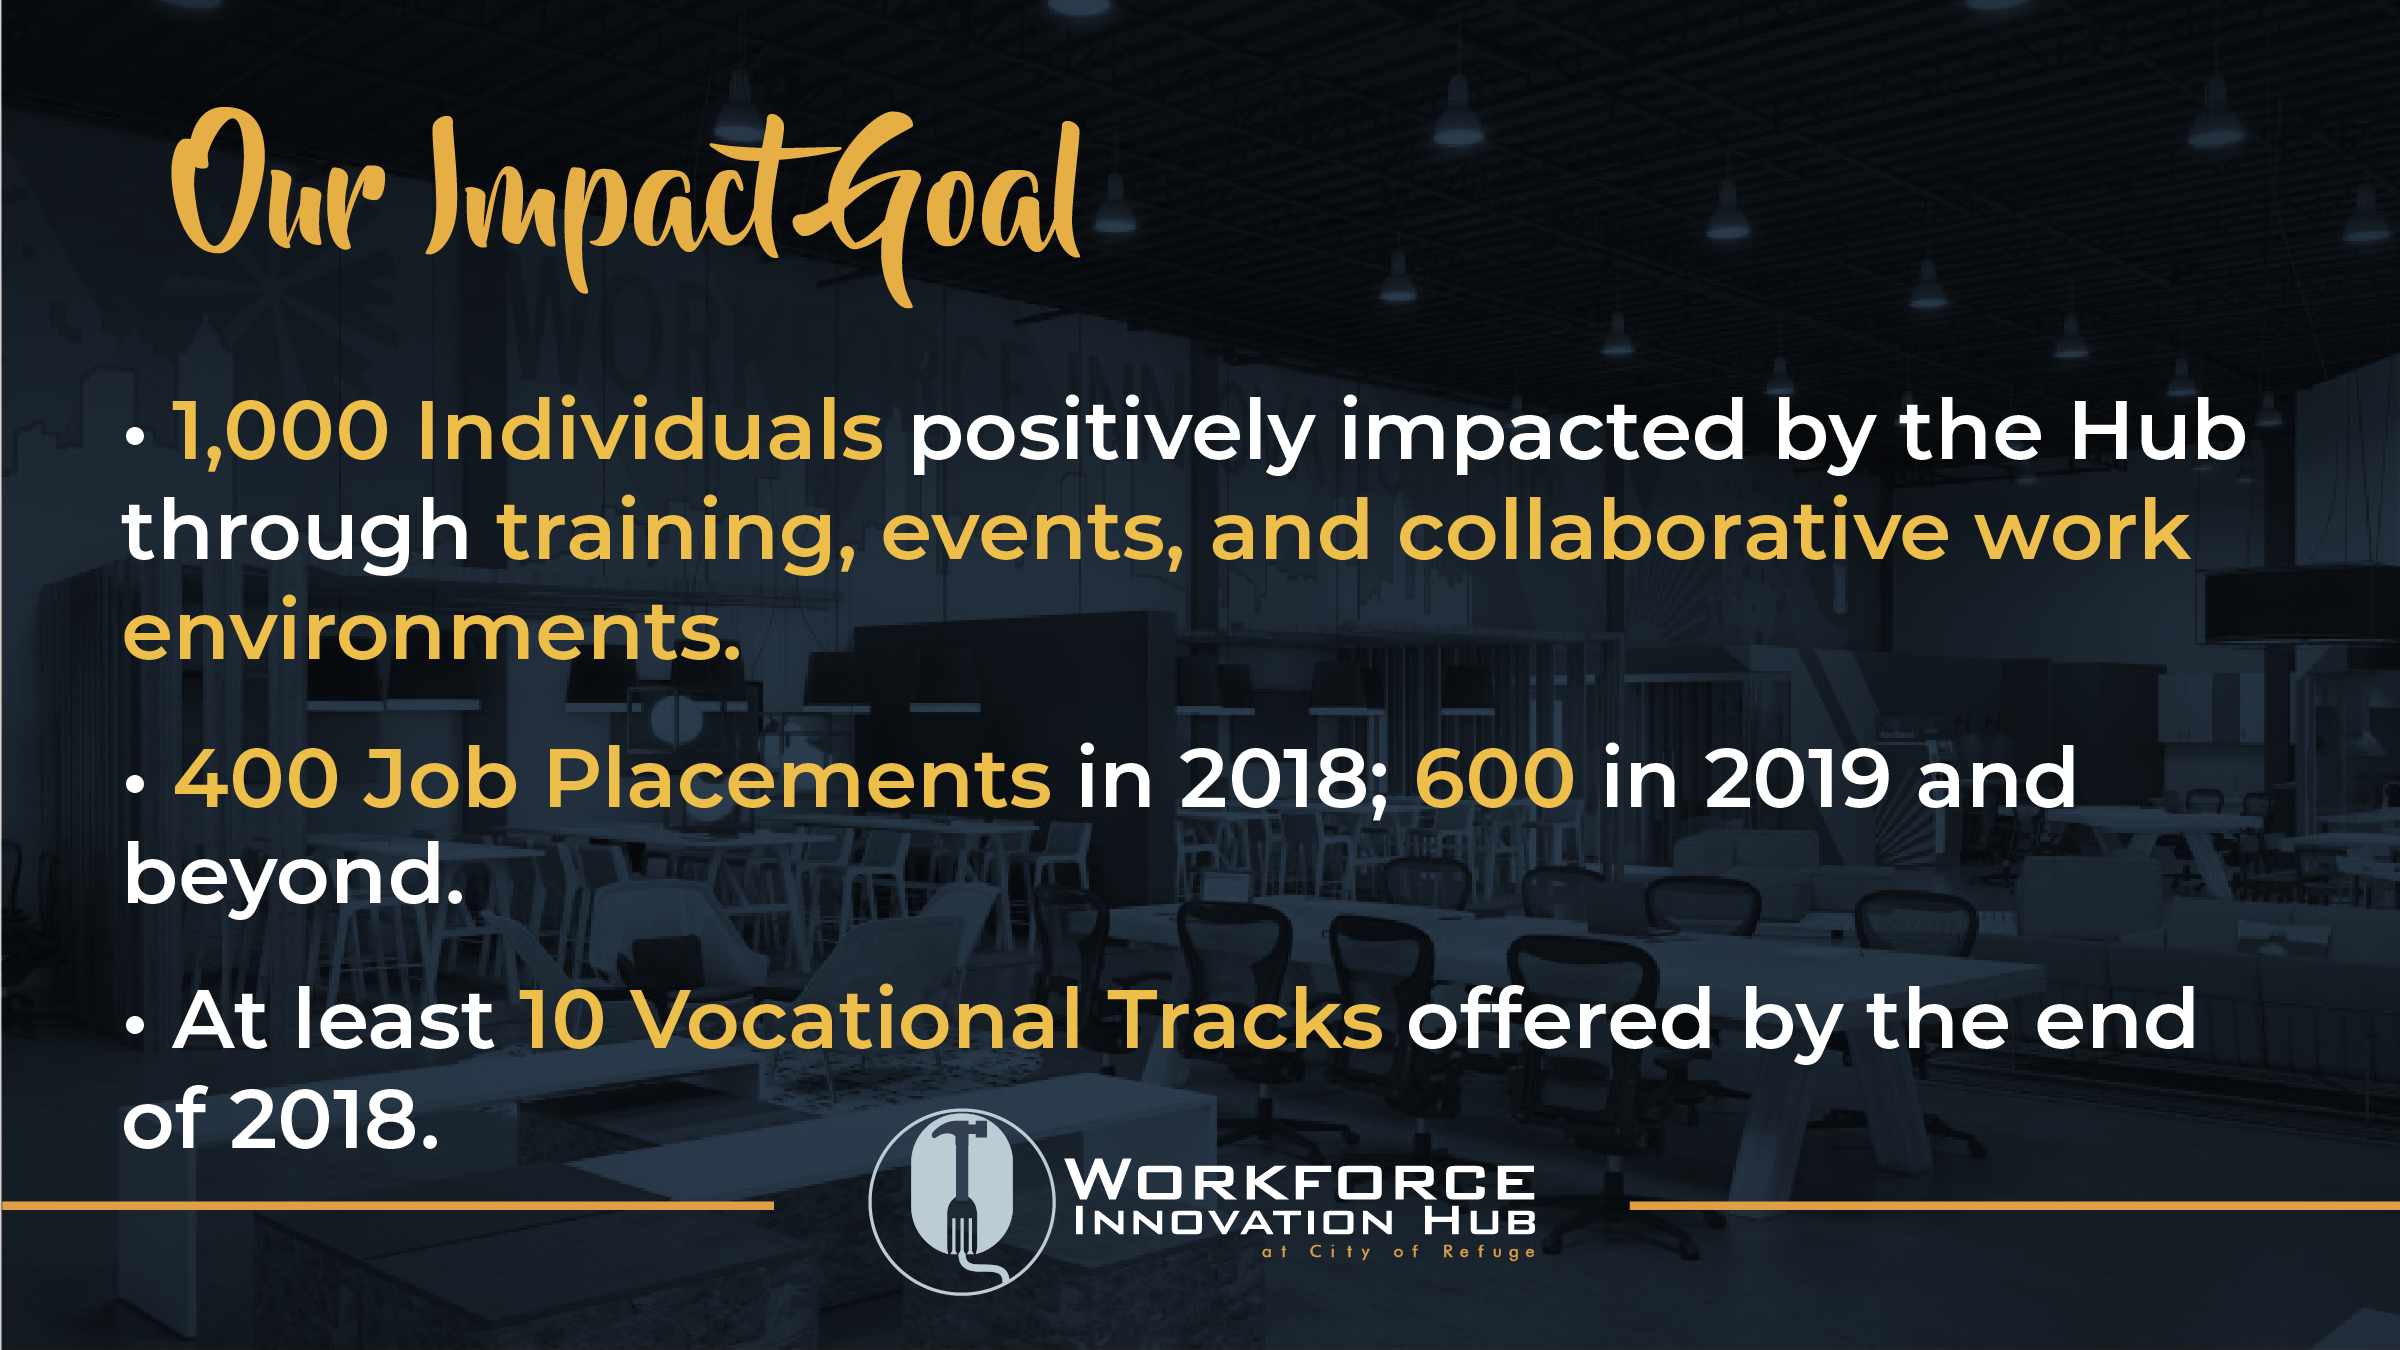 Our Impact Goal
• 1,000 Individuals positively impacted by the Hub
through training, events, and collaborative work
environments.
• 400 Job Placements in 2018; 600 in 2019 and
beyond.
• At least 10 Vocational Tracks offered by the end
of 2018.
WORKFORCE
INNOVATION HUB
at City of Refuge